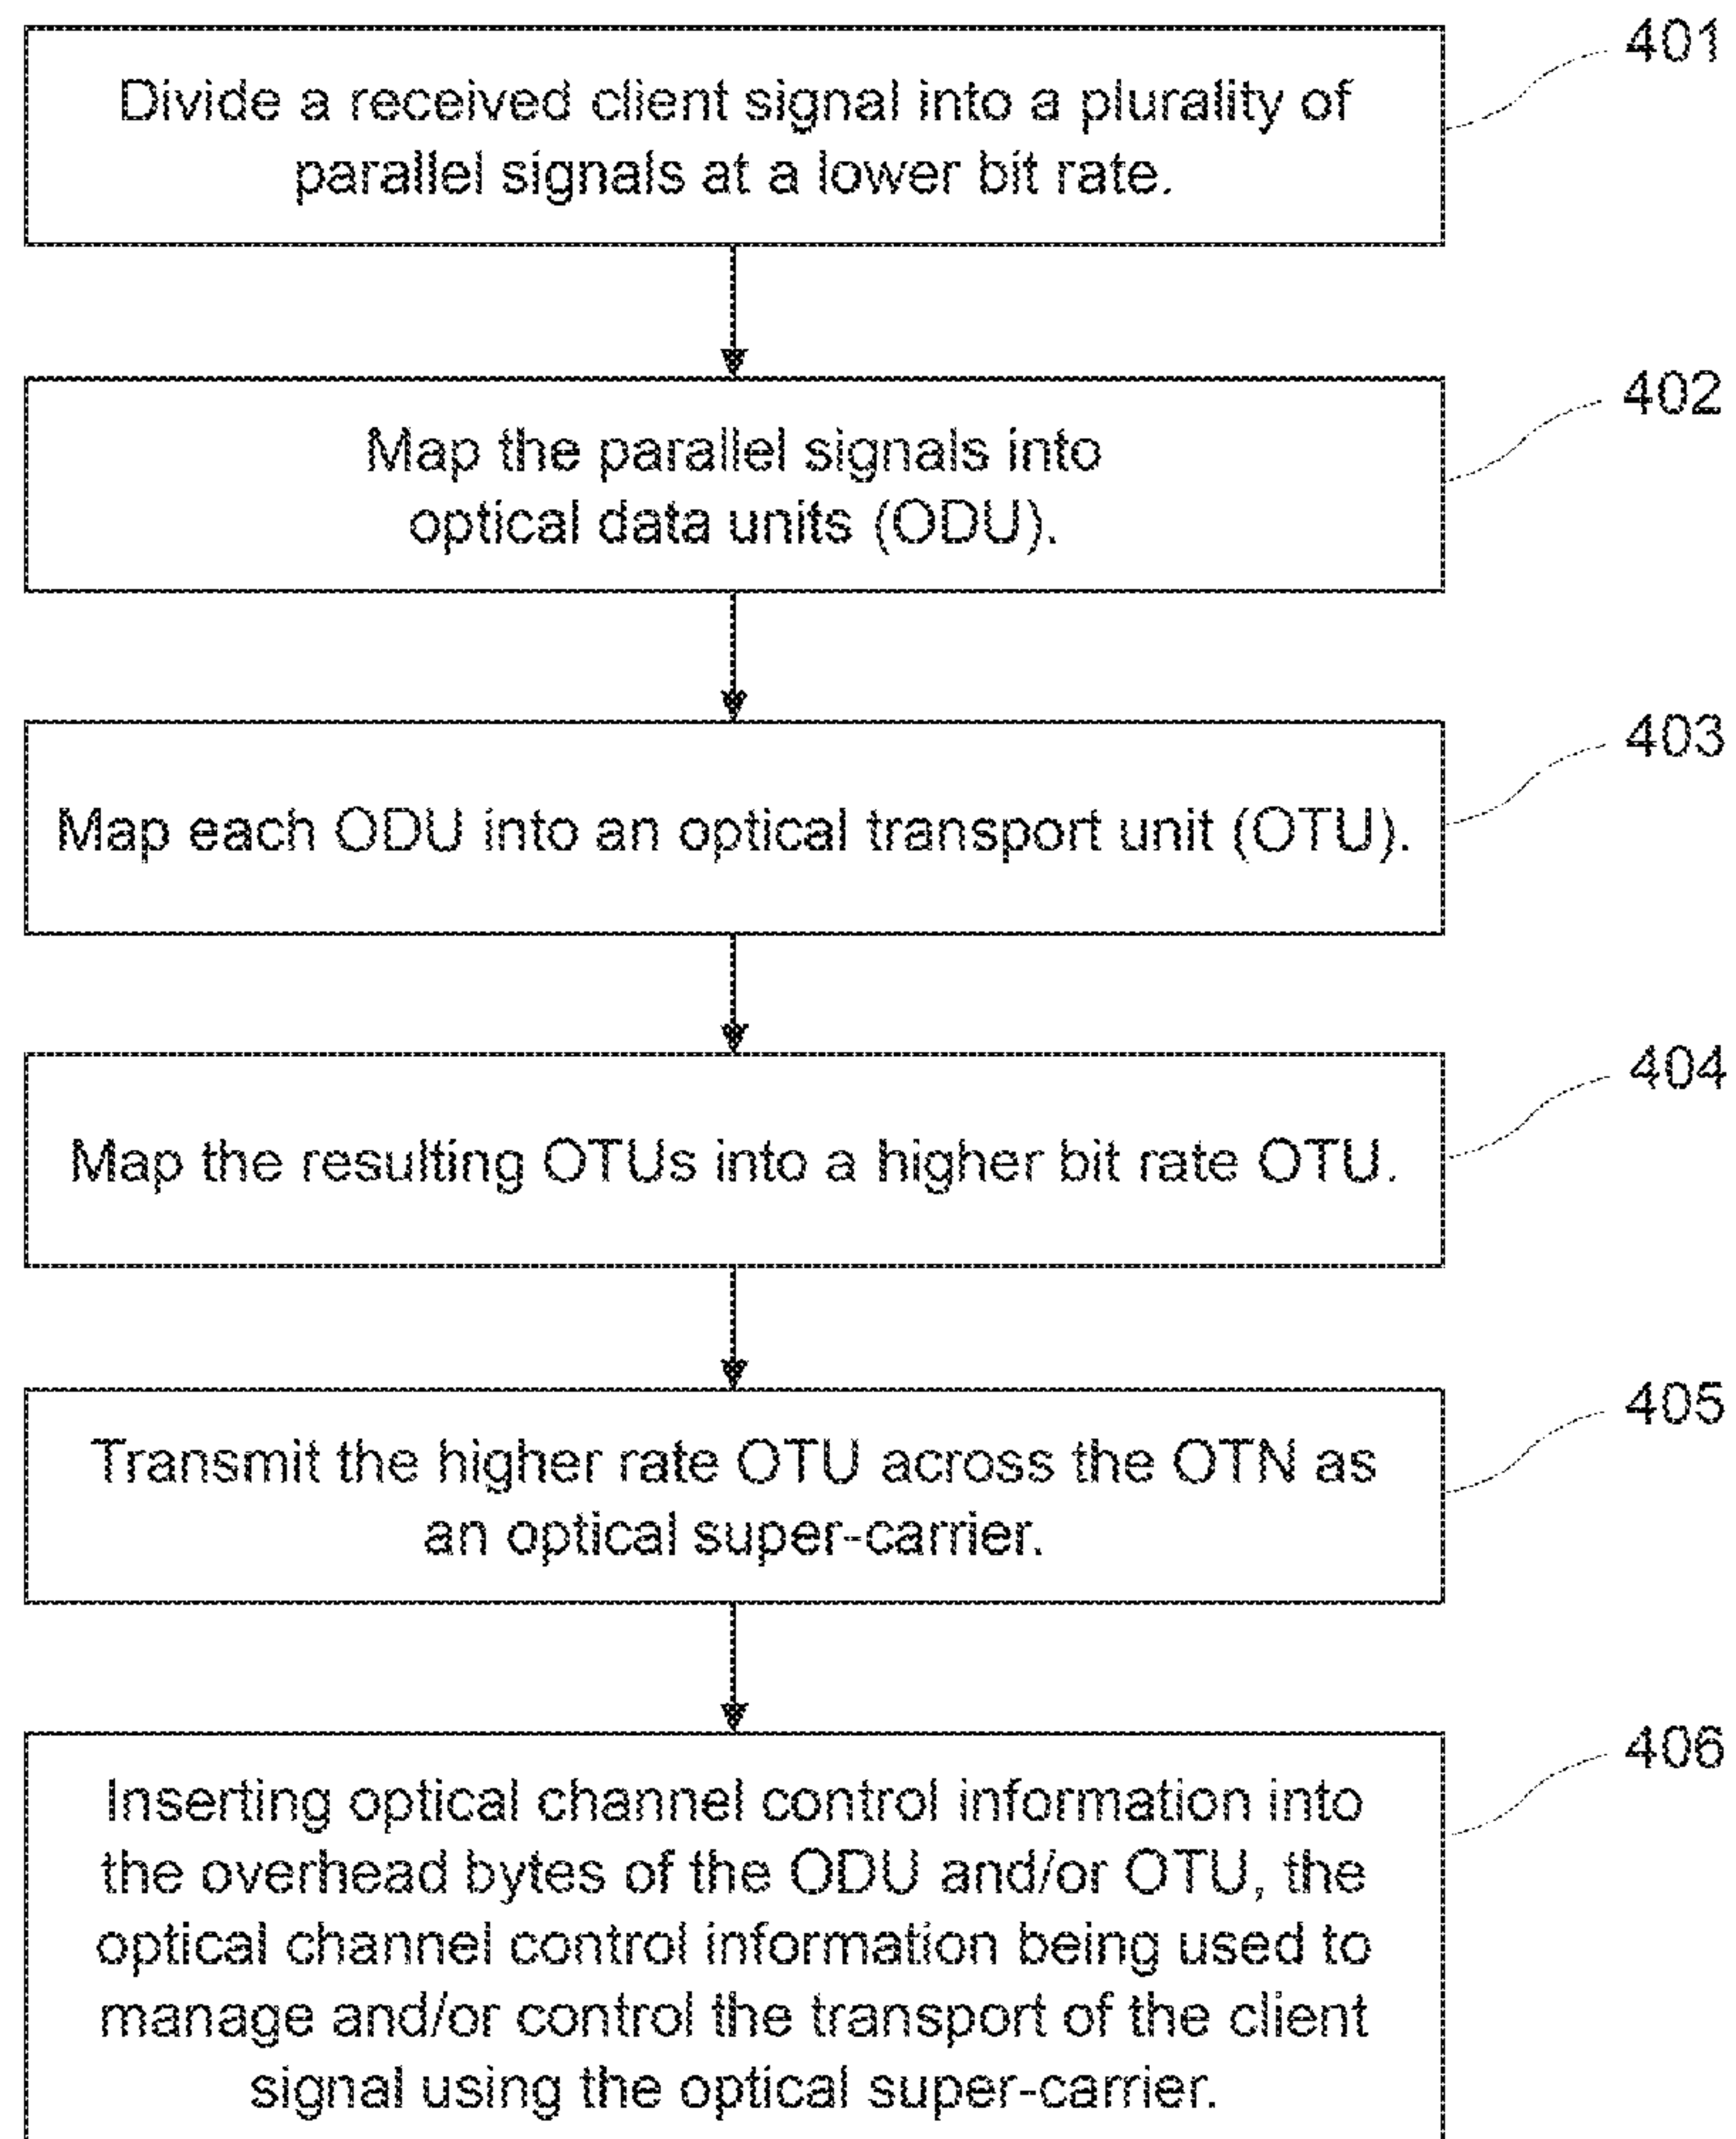 401
Divide a received client signal into a plurality of
parallel signals at a lower bit rate.
402
Map the parallel signals into
optical data units (ODU).
403
Map each ODU into an optical transport unit (OTU).
404
Map the resulting OTUs into a higher bit rate OTU.
405
Transmit the higher rate OTU across the OTN as
an optical super-carrier.
406
Inserting optical channel control information into
the overhead bytes of the ODU and/or OTU, the
optical channel control information being used to
manage and/or control the transport of the client
signal using the optical super-carrier.